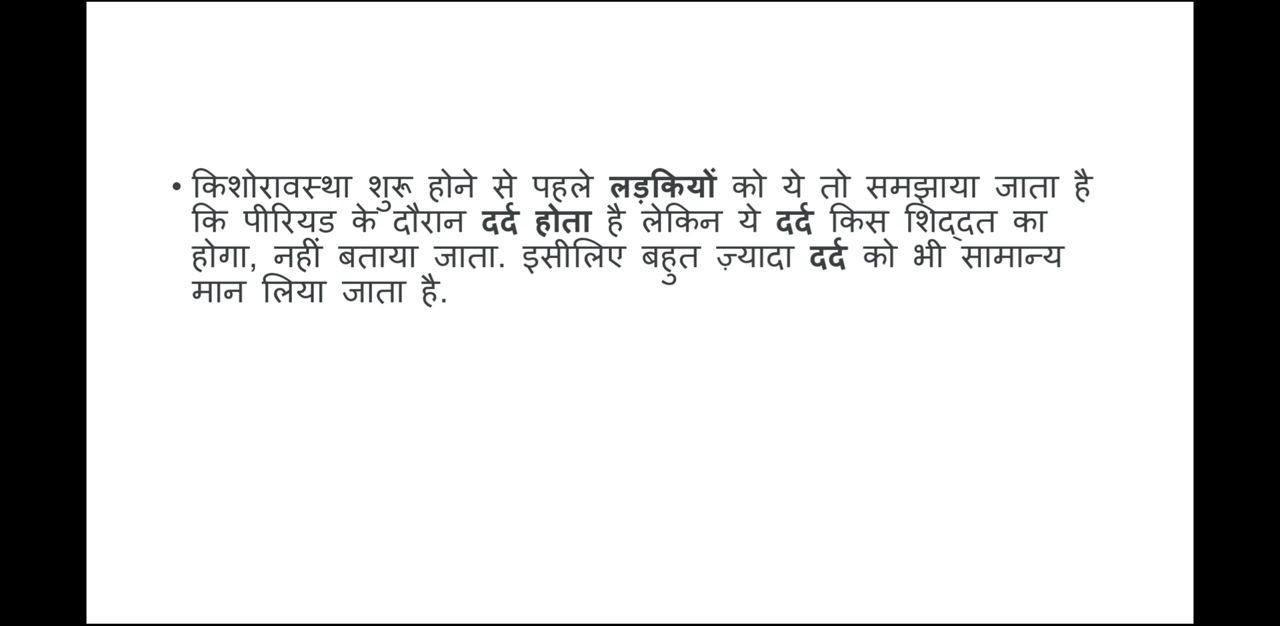 • किशोरावस्था शुरू होने से पहले लड़कियों को ये तो समझाया जाता है
कि पीरियड के दौरान दर्द होता है लेकिन ये दर्द किस शिद्दत का
होगा, नहीं बताया जाता. इसीलिए बहुत ज़्यादा दर्द को भी सामान्य
मान लिया जाता है.